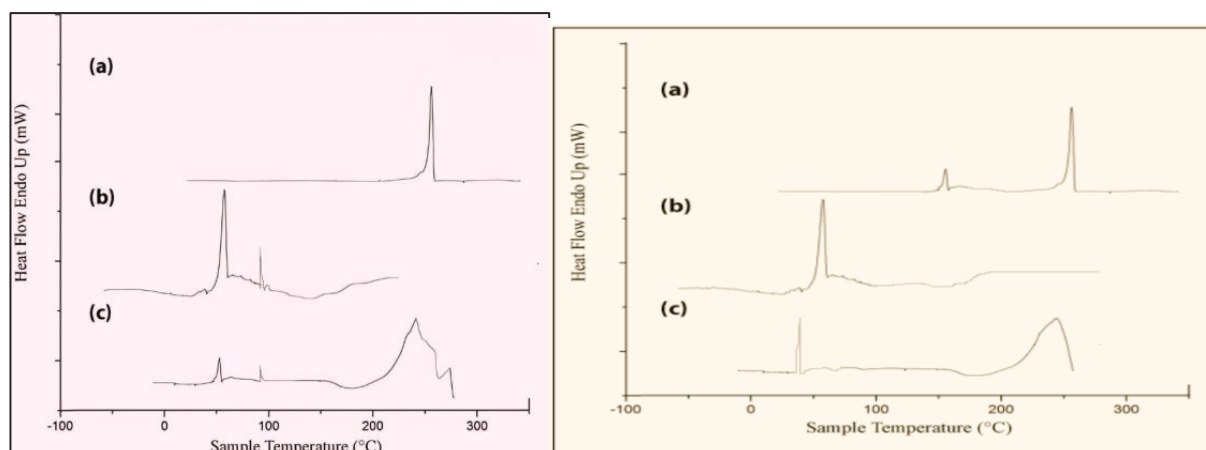 (a)
(b)
(c)
Heat Flow Endo Up (mW)
-100
0
100
200
300
Sample Temperature (°C)
(a)
(b)
(c)
Heat Flow Endo Up (mW)
-100
0
100
200
300
Sample Temperature (°C)